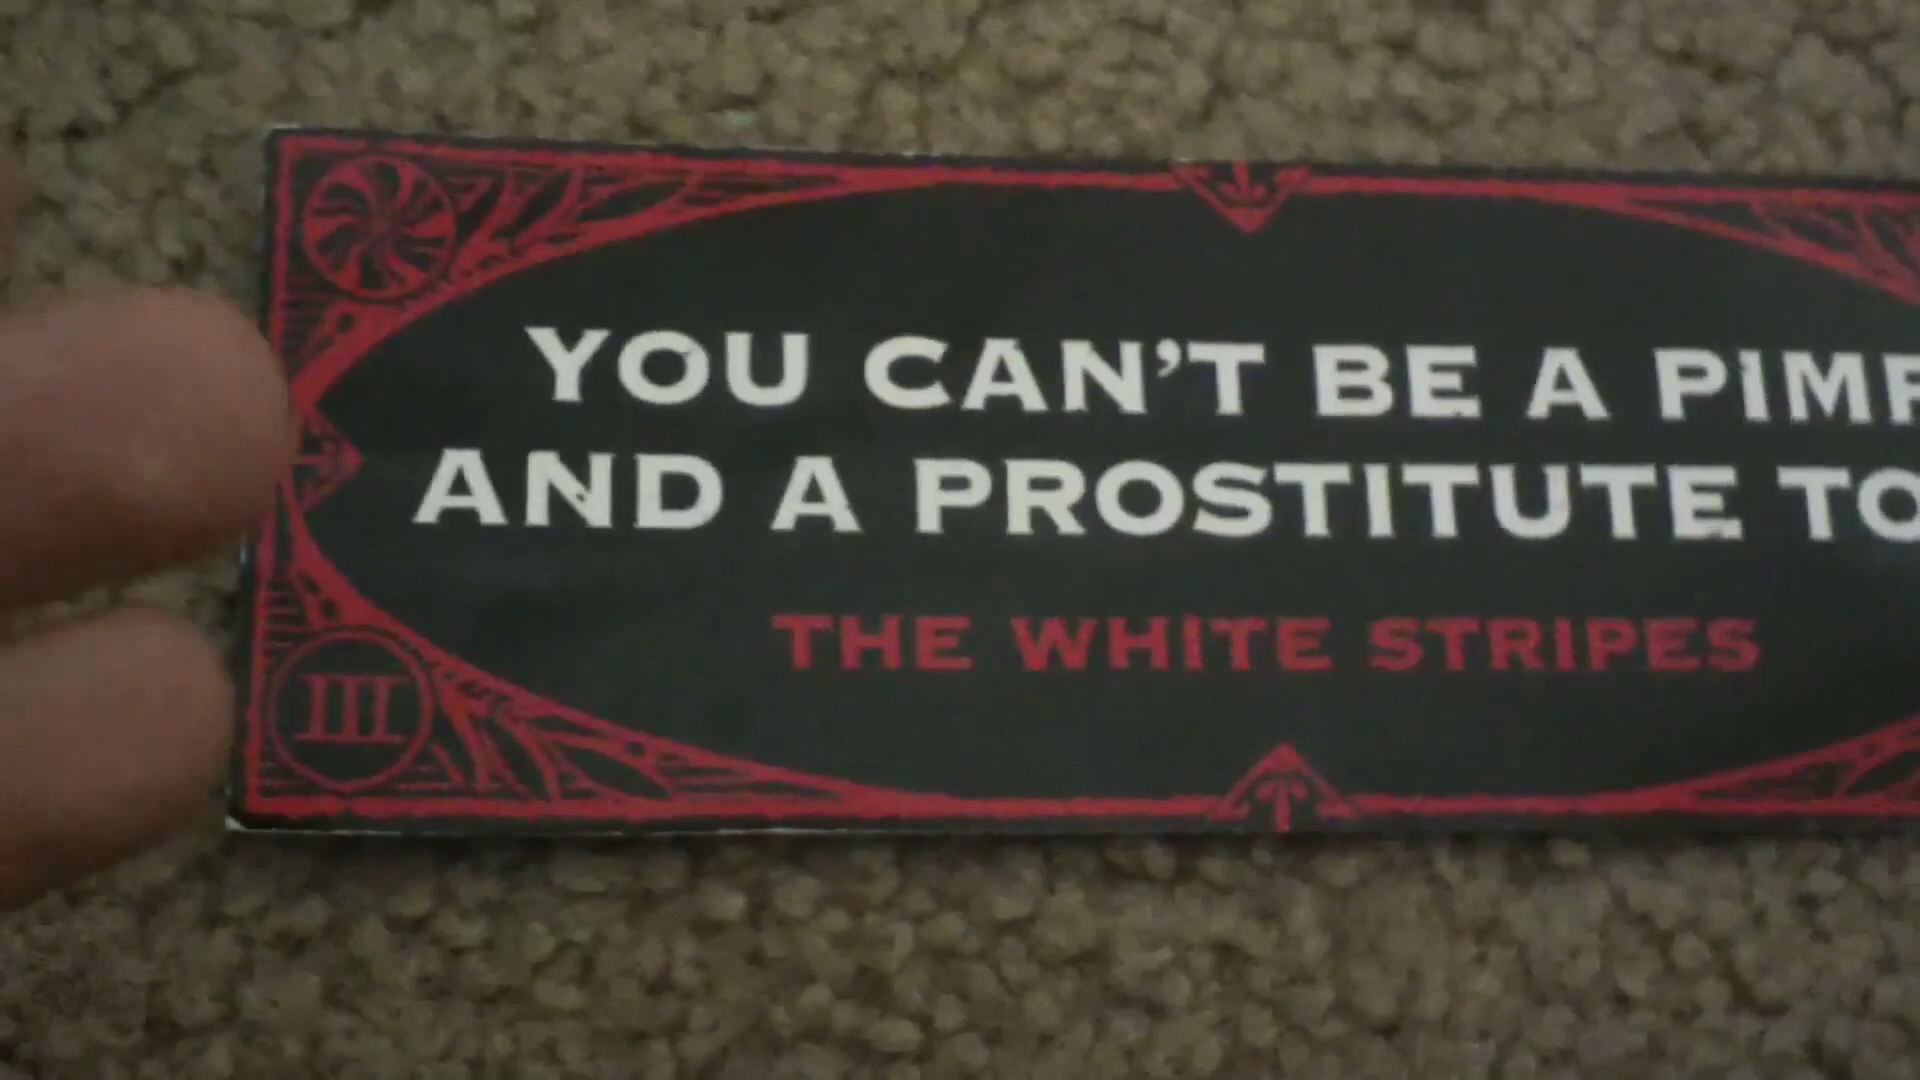 YOU CAN'T BE A PIMP
AND A PROSTITUTE TO
THE WHITE STRIPES
III